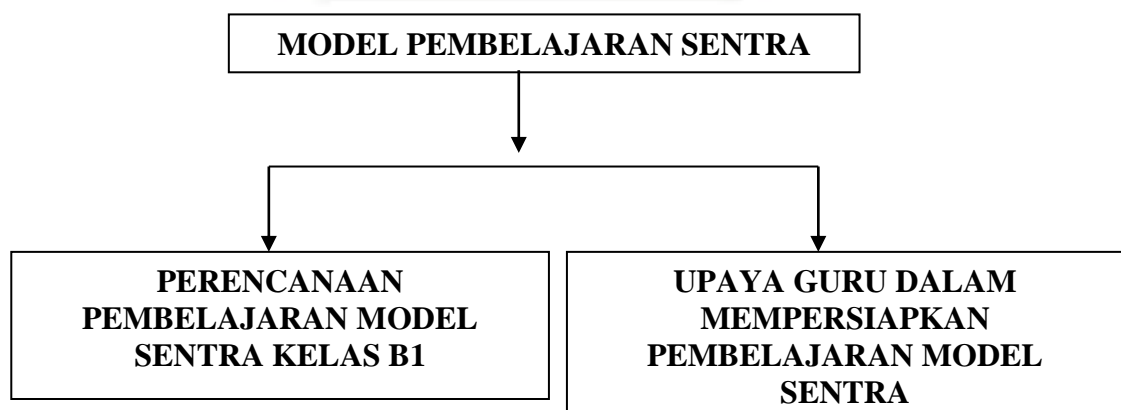 MODEL PEMBELAJARAN SENTRA
PERENCANAAN
PEMBELAJARAN MODEL
SENTRA KELAS B1
UPAYA GURU DALAM
MEMPERSIAPKAN
PEMBELAJARAN MODEL
SENTRA